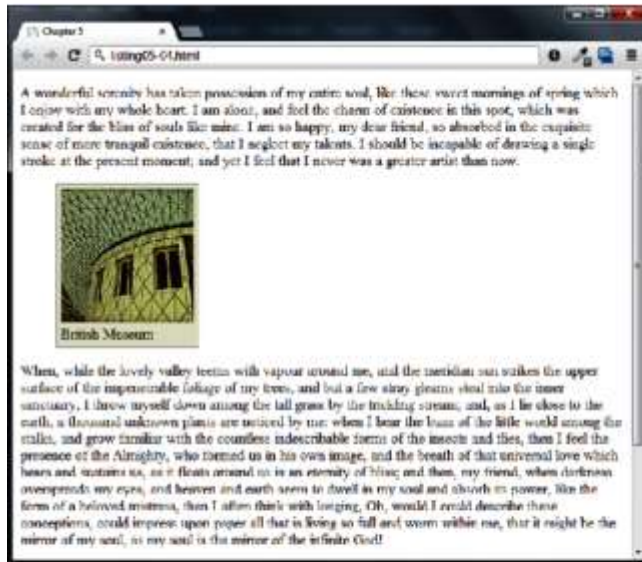 Chapter 5
listing05-04.html
A wonderful serenity has taken possession of my entire soul, like these sweet mornings of spring which
I enjoy with my whole heart. I am alone, and feel the charm of existence in this spot, which was
created for the bliss of souls like mine. I am so happy, my dear friend, so absorbed in the exquisite
sense of mere tranquil existence, that I neglect my talents. I should be incapable of drawing a single
stroke at the present moment; and yet I feel that I never was a greater artist than now.
British Museum
When, while the lovely valley teems with vapour around me, and the meridian sun strikes the upper
surface of the impenetrable foliage of my trees, and but a few stray gleams steal into the inner
sanctuary, I throw myself down among the tall grass by the trickling stream; and, as I lie close to the
earth, a thousand unknown plants are noticed by me: when I hear the buzz of the little world among the
stalks, and grow familiar with the countless indescribable forms of the insects and flies, then I feel the
presence of the Almighty, who formed us in his own image, and the breath of that universal love which
bears and sustains us, as it floats around us in an eternity of bliss; and then, my friend, when darkness
overspreads my eyes, and heaven and earth seem to dwell in my soul and absorb its power, like the
form of a beloved mistress, then I often think with longing, Oh, would I could describe these
conceptions, could impress upon paper all that is living so full and warm within me, that it might be the
mirror of my soul, as my soul is the mirror of the infinite God!